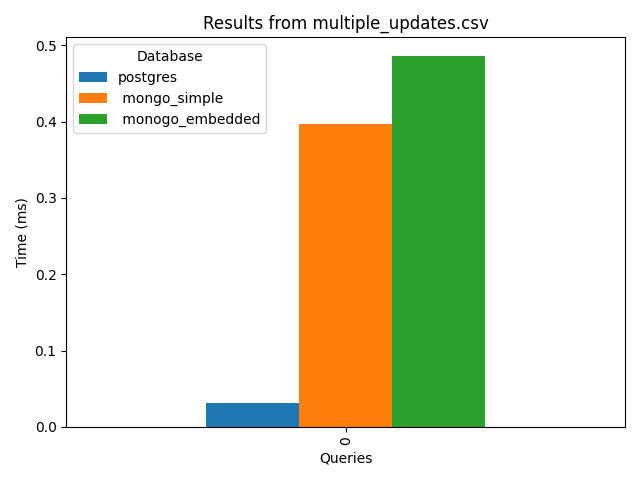 Results from multiple_updates.csv
Database
postgres
mongo_simple
monogo_embedded
Time (ms)
0.5
0.4
0.3
0.2
0.1
0.0
0
Queries